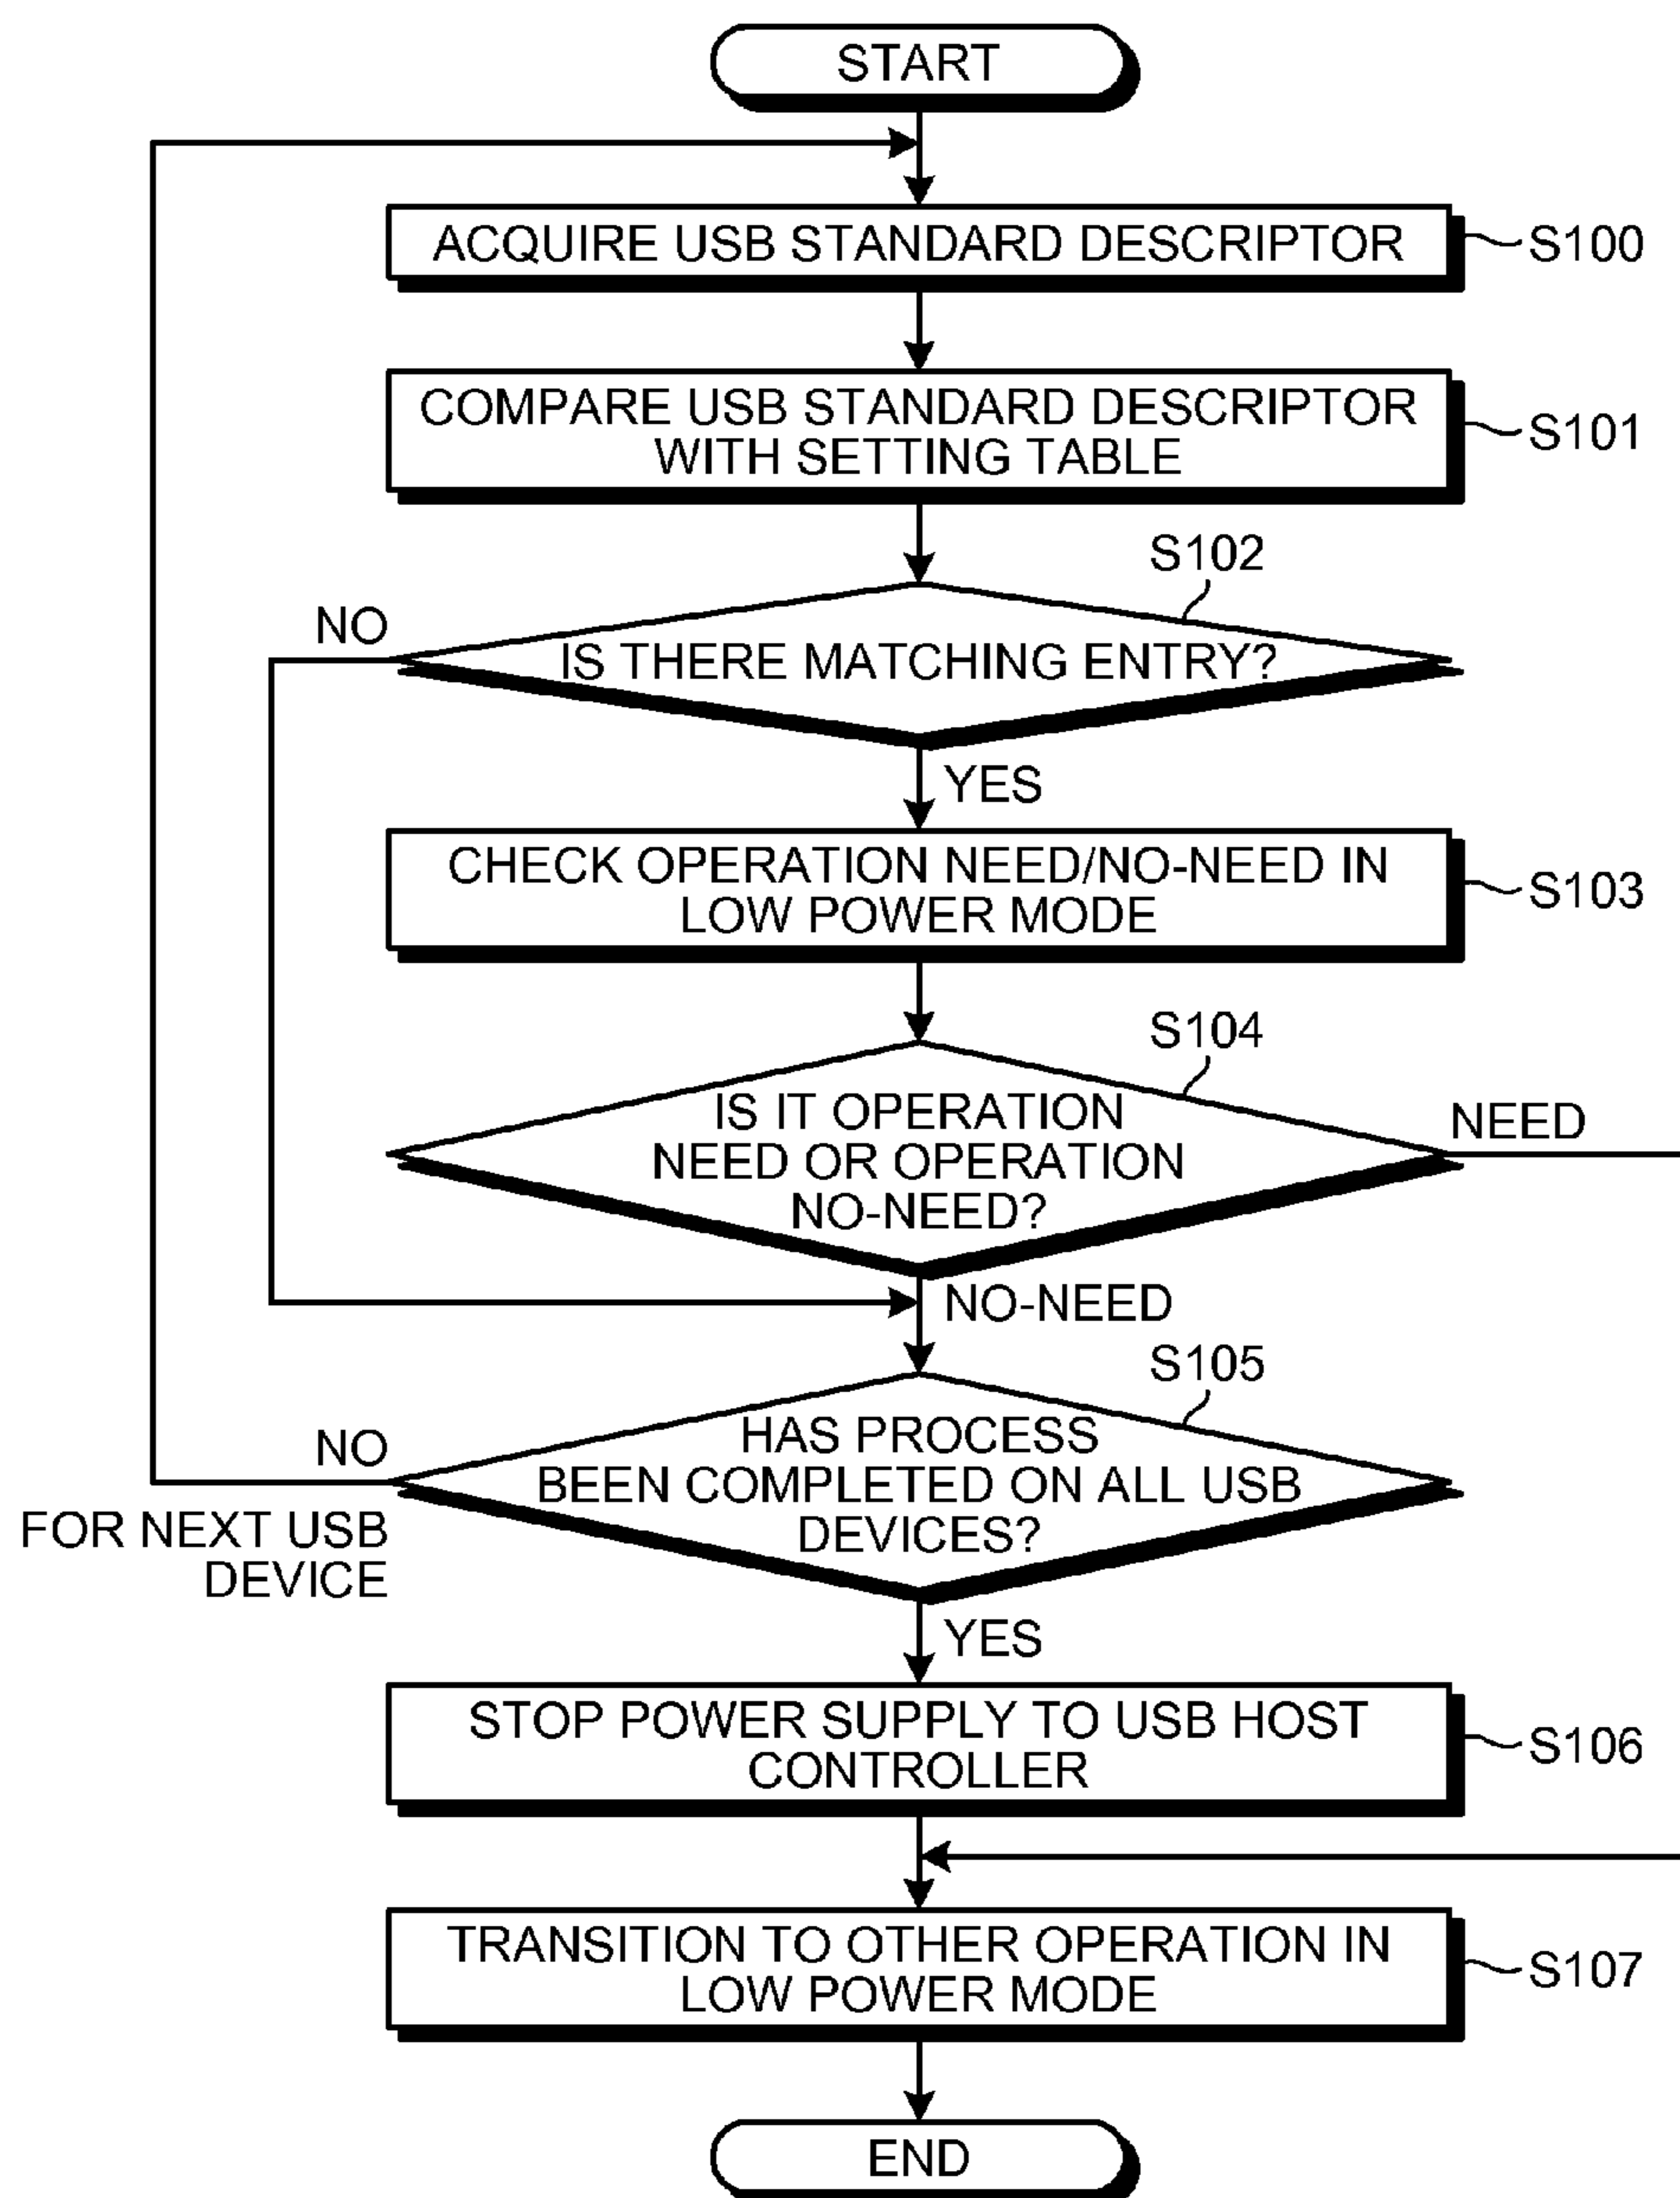 START
ACQUIRE USB STANDARD DESCRIPTOR
S100
COMPARE USB STANDARD DESCRIPTOR
WITH SETTING TABLE
S101
S102
NO
IS THERE MATCHING ENTRY?
YES
CHECK OPERATION NEED/NO-NEED IN
LOW POWER MODE
S103
S104
IS IT OPERATION
NEED OR OPERATION
NO-NEED?
NEED
NO-NEED
S105
NO
HAS PROCESS
BEEN COMPLETED ON ALL USB
DEVICES?
FOR NEXT USB
DEVICE
YES
STOP POWER SUPPLY TO USB HOST
CONTROLLER
S106
TRANSITION TO OTHER OPERATION IN
LOW POWER MODE
S107
END